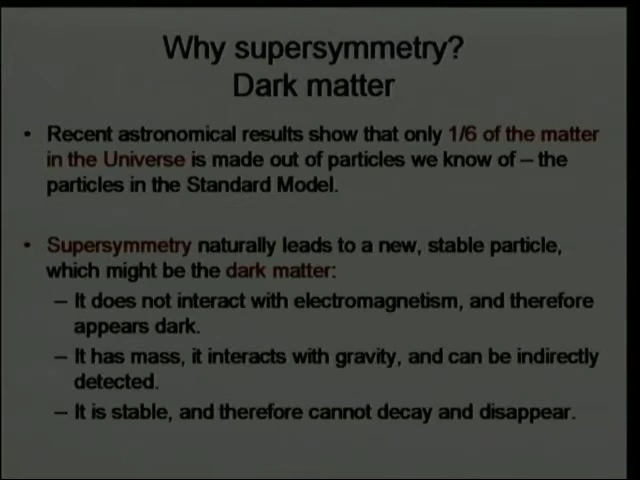 Why supersymmetry?
Dark matter
• Recent astronomical results show that only 1/6 of the matter
in the Universe is made out of particles we know of – the
particles in the Standard Model.
• Supersymmetry naturally leads to a new, stable particle,
which might be the dark matter:
– It does not interact with electromagnetism, and therefore
appears dark.
– It has mass, it interacts with gravity, and can be indirectly
detected.
– It is stable, and therefore cannot decay and disappear.